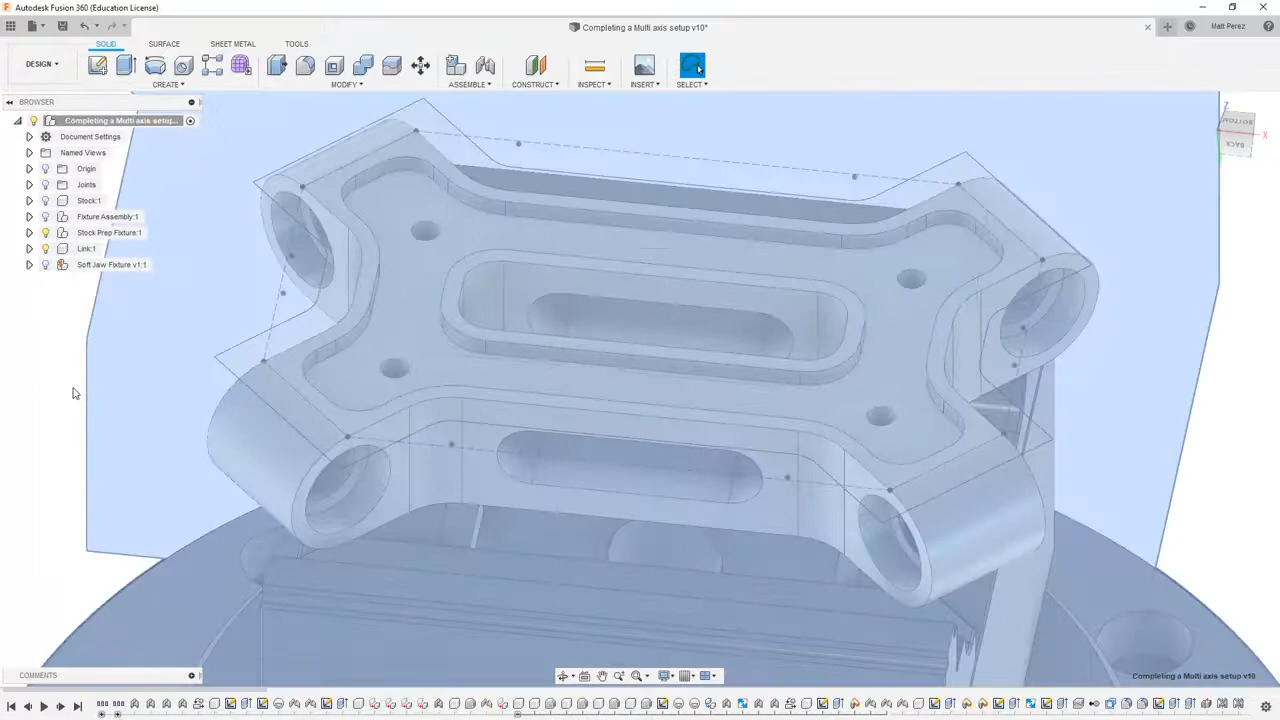 Autodesk Fusion 360 (Education License)
Completing a Multi axis setup v10*
Matt Perez
SOLID
SURFACE
SHEET METAL
TOOLS
DESIGN
CREATE
MODIFY
ASSEMBLE
CONSTRUCT
INSPECT
INSERT
SELECT
BROWSER
Completing a Multi axis setup...
Document Settings
Named Views
Origin
Joints
Stock:1
Fixture Assembly:1
Stock Prep Fixture:1
Link:1
Soft Jaw Fixture v1:1
Z
BOTTOM
X
BACK
COMMENTS
Completing a Multi axis setup v10